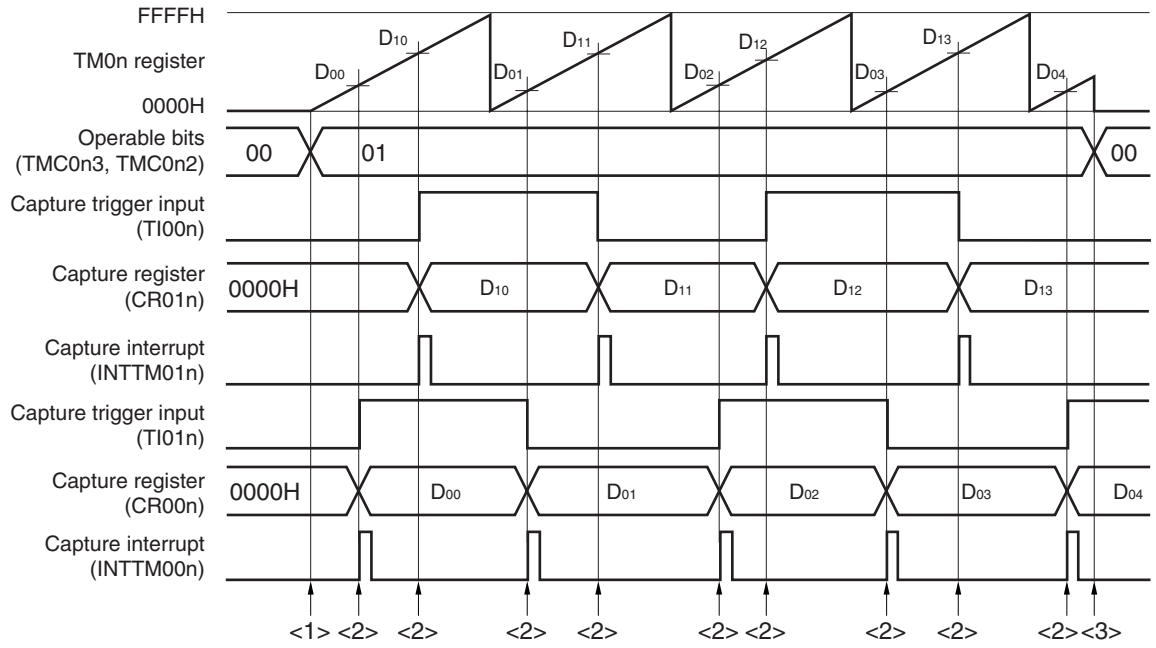 FFFFH
TM0n register
0000H
D10
D11
D12
D13
D00
D01
D02
D03
D04
Operable bits
(TMC0n3, TMC0n2)
00
01
00
Capture trigger input
(TI00n)
Capture register
(CR01n)
0000H
D10
D11
D12
D13
Capture interrupt
(INTTM01n)
Capture trigger input
(TI01n)
Capture register
(CR00n)
0000H
D00
D01
D02
D03
D04
Capture interrupt
(INTTM00n)
<1> <2> <2> <2> <2> <2> <2> <2> <2> <2> <3>